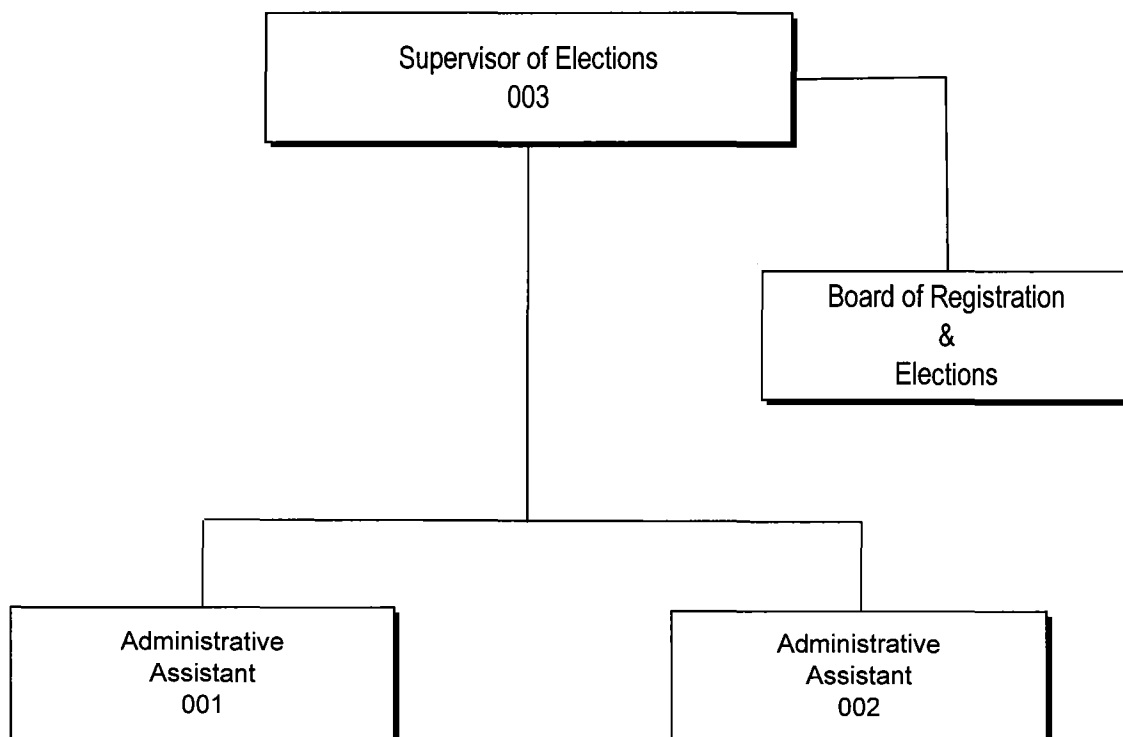 Supervisor of Elections
003
Board of Registration
&
Elections
Administrative
Assistant
001
Administrative
Assistant
002